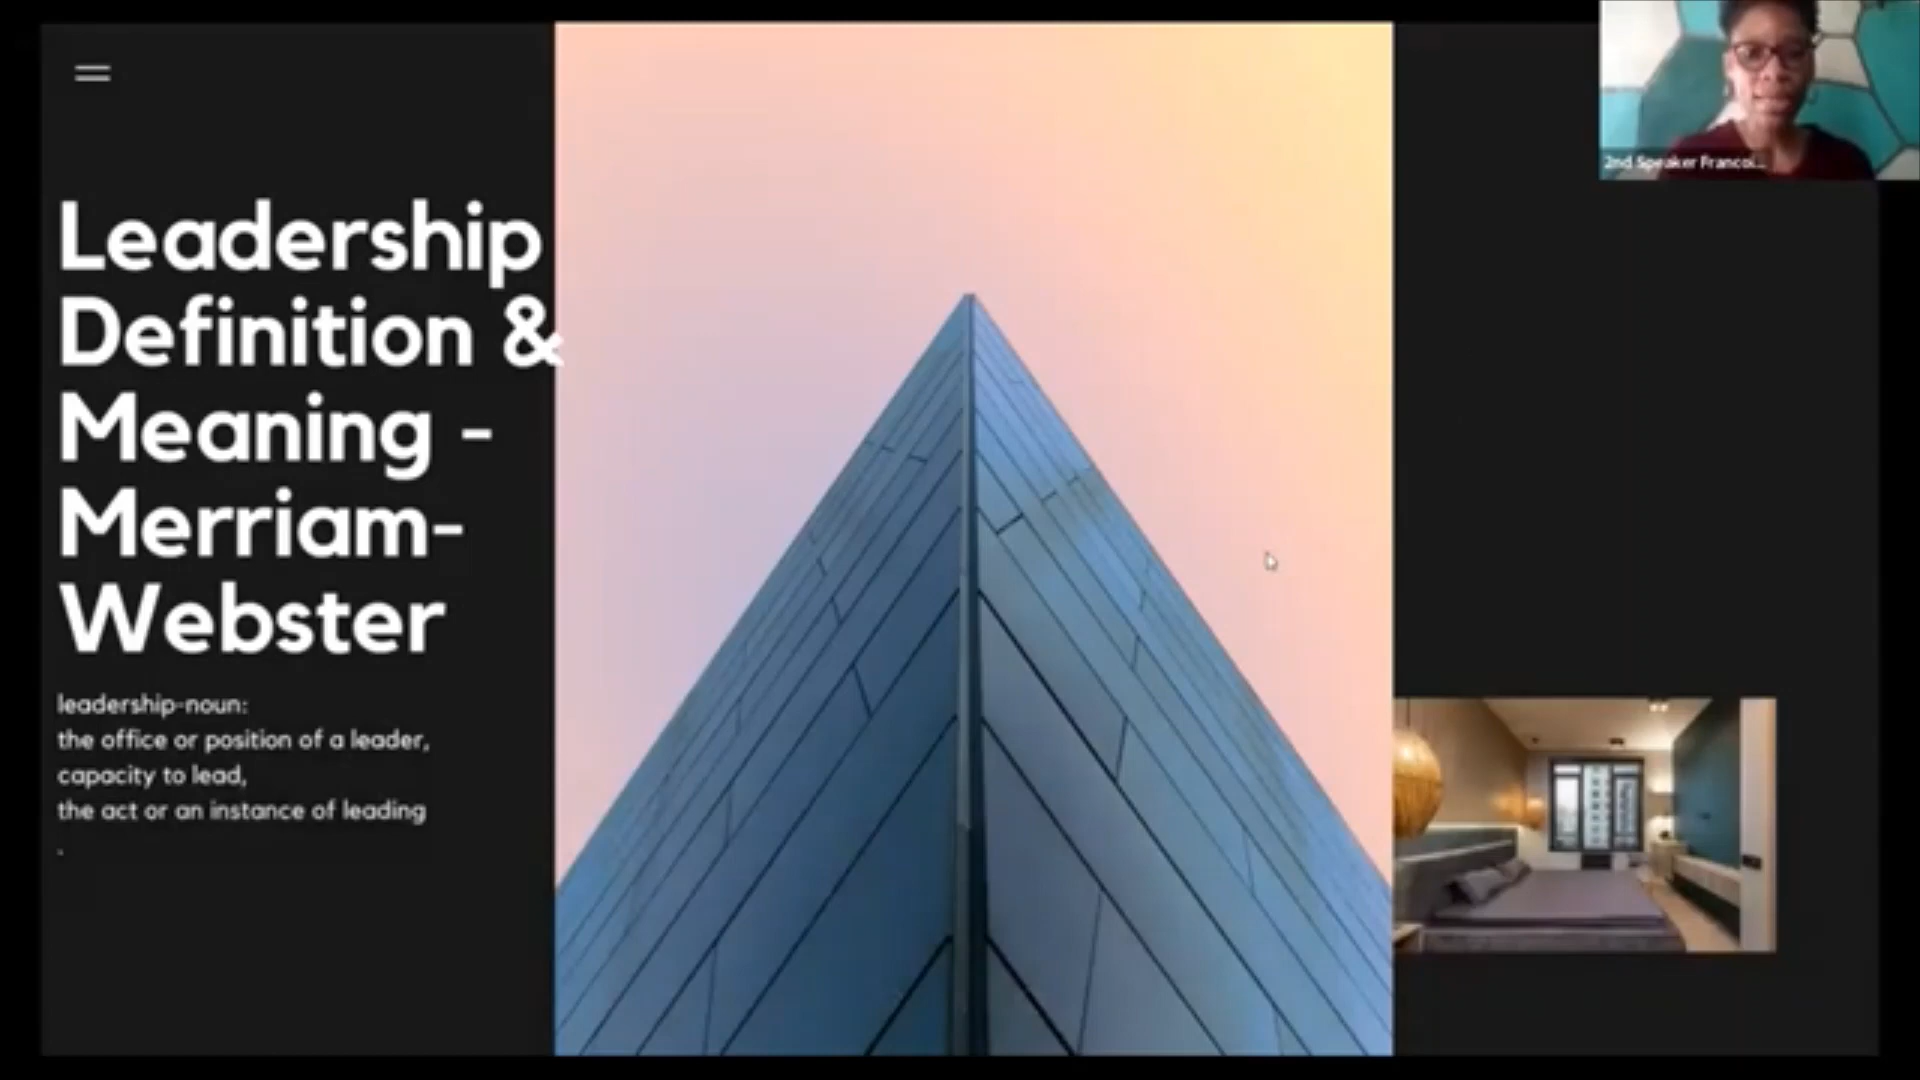 Leadership
Definition &
Meaning -
Merriam-
Webster
leadership-noun:
the office or position of a leader,
capacity to lead,
the act or an instance of leading
.
2nd Speaker Francoi...